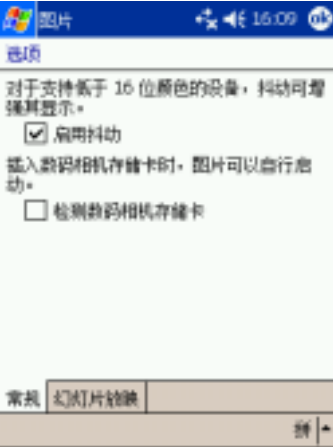 图片 16:09 ok
选项
对于支持低于 16 位颜色的设备，抖动可增
强其显示。
启用抖动
插入数码相机存储卡时，图片可以自行启
动。
检测数码相机存储卡
常规 幻灯片放映
拼